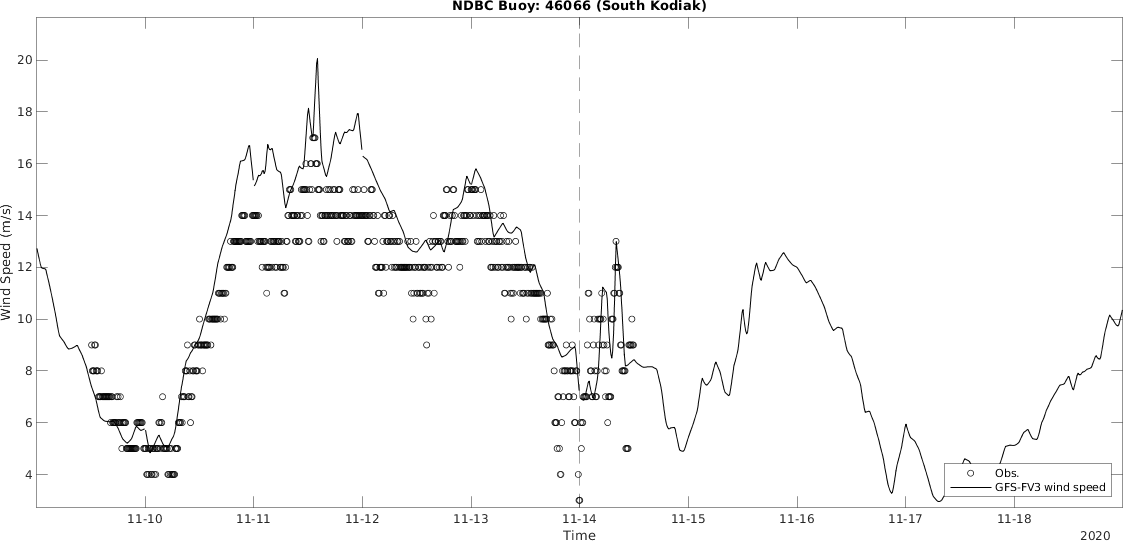 NDBC Buoy: 46066 (South Kodiak)
20
18
16
14
12
10
8
6
4
Wind Speed (m/s)
11-10 11-11 11-12 11-13 11-14 11-15 11-16 11-17 11-18
Time
2020
Obs.
GFS-FV3 wind speed